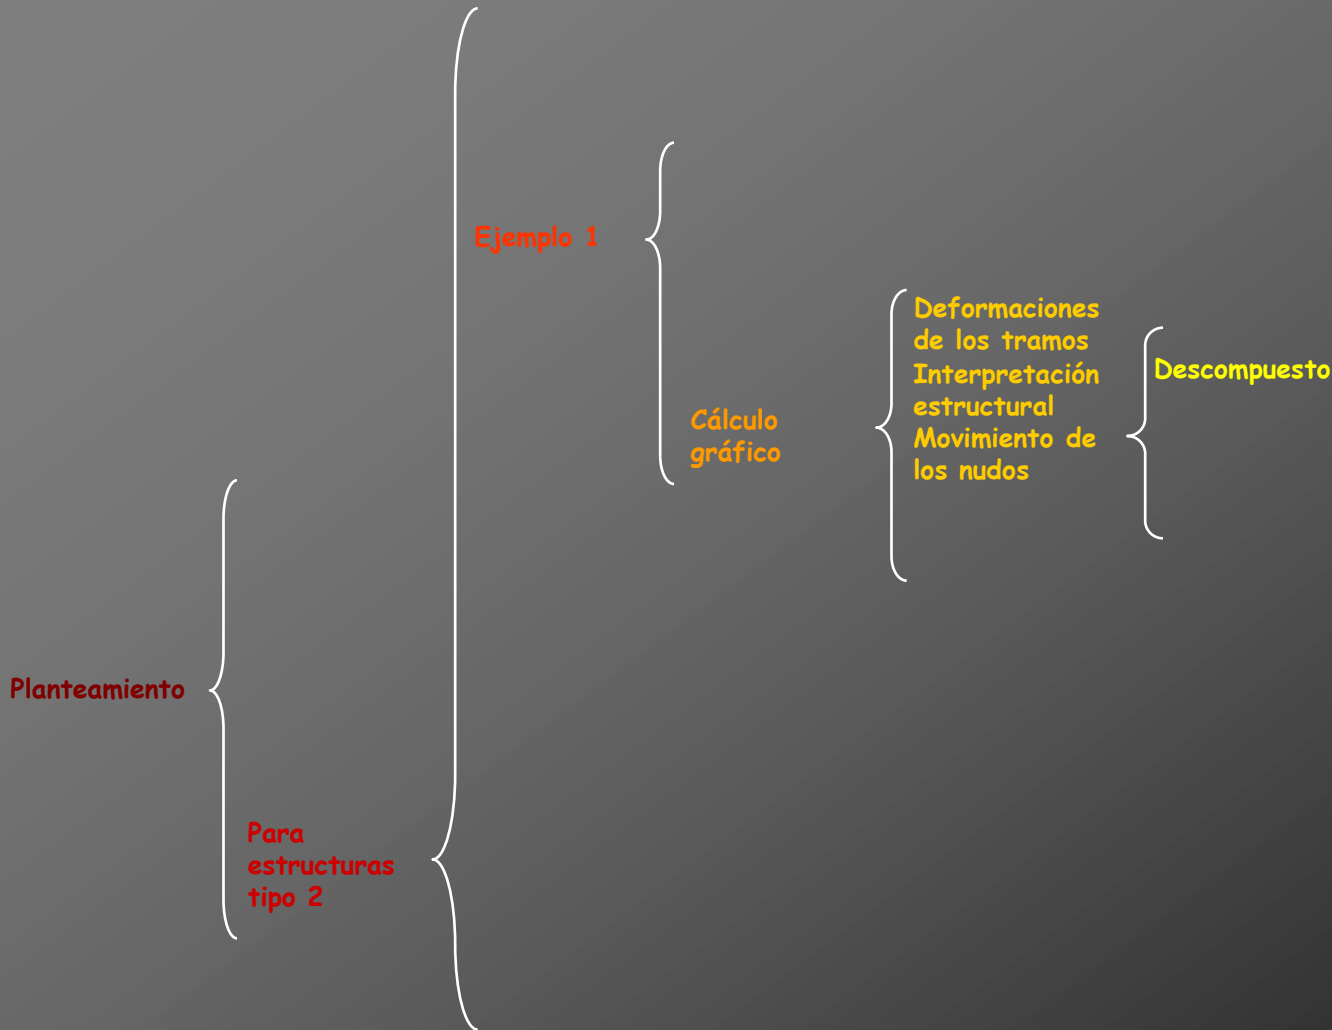 Ejemplo 1
Deformaciones
de los tramos
Interpretación
estructural
Movimiento de
los nudos
Descompuesto
Cálculo
gráfico
Planteamiento
Para
estructuras
tipo 2